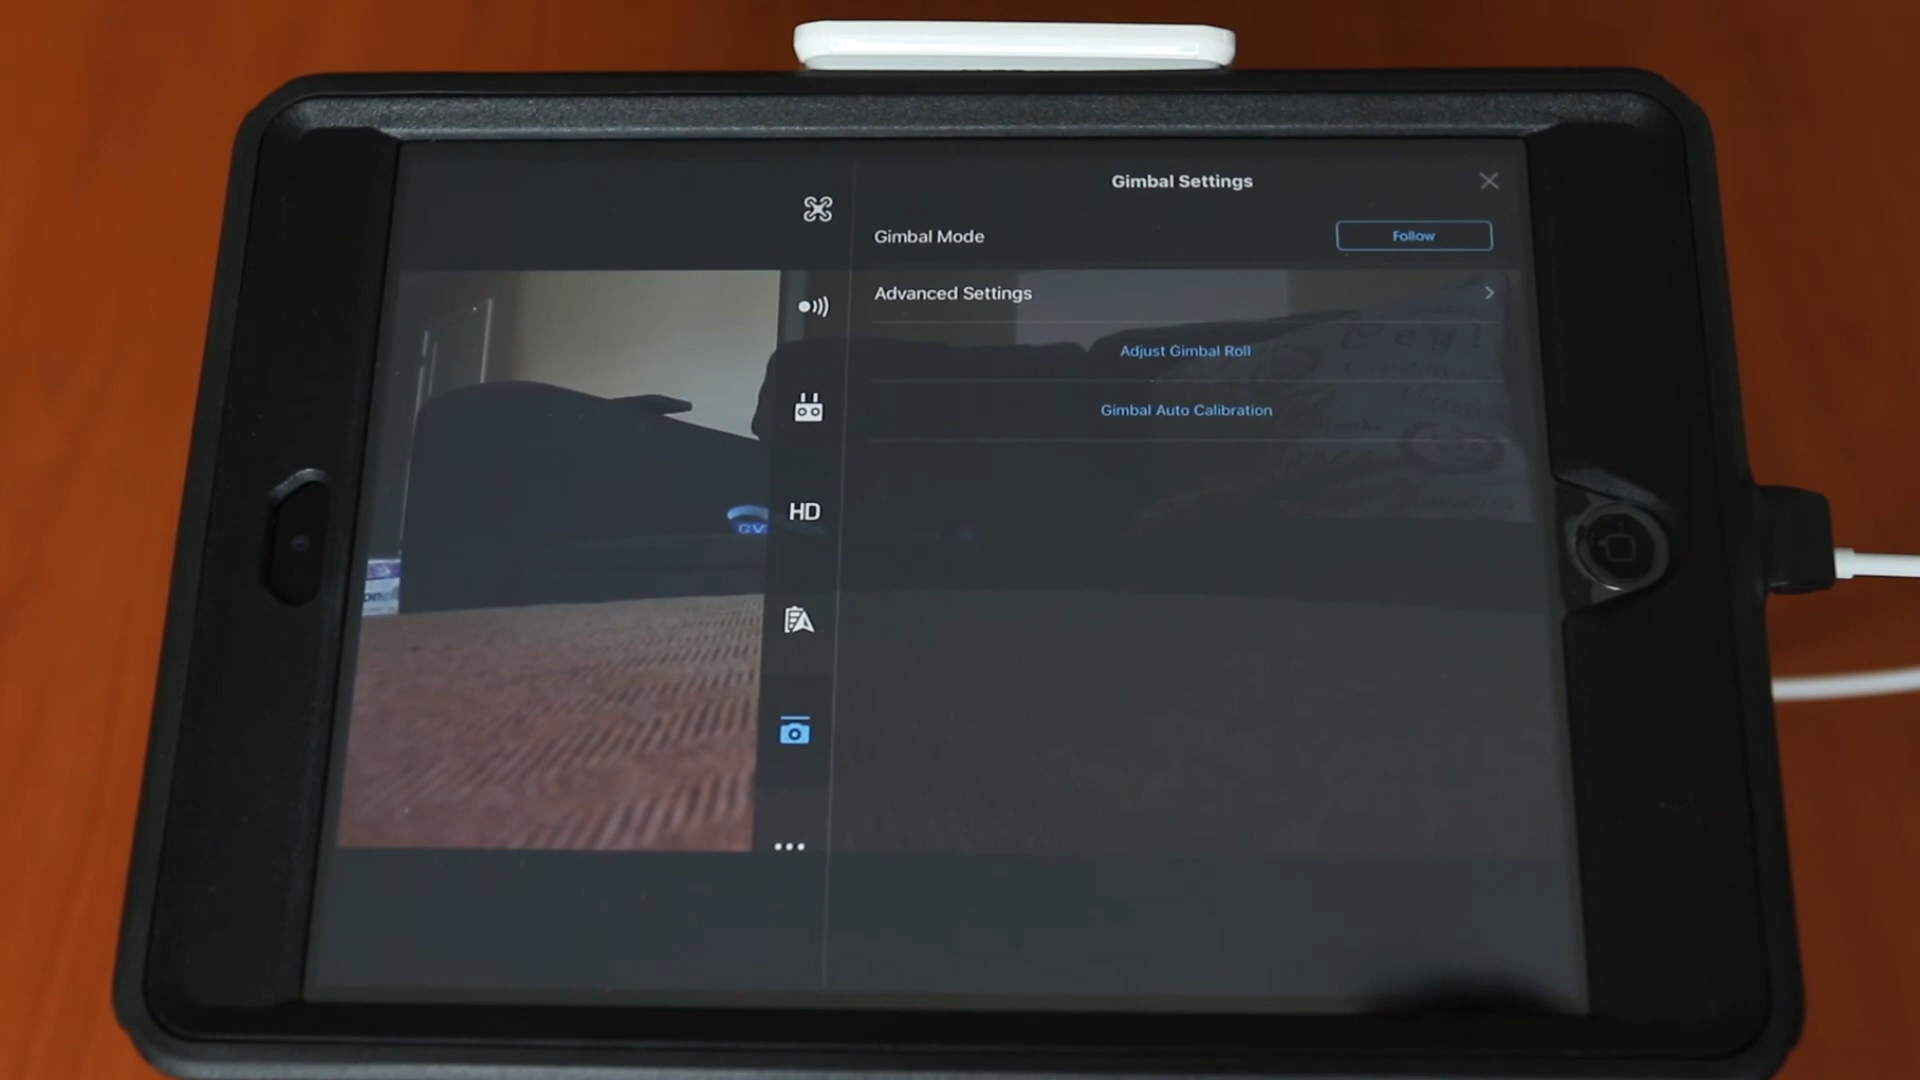 Gimbal Settings
Gimbal Mode
Follow
Advanced Settings
Adjust Gimbal Roll
Gimbal Auto Calibration
HD